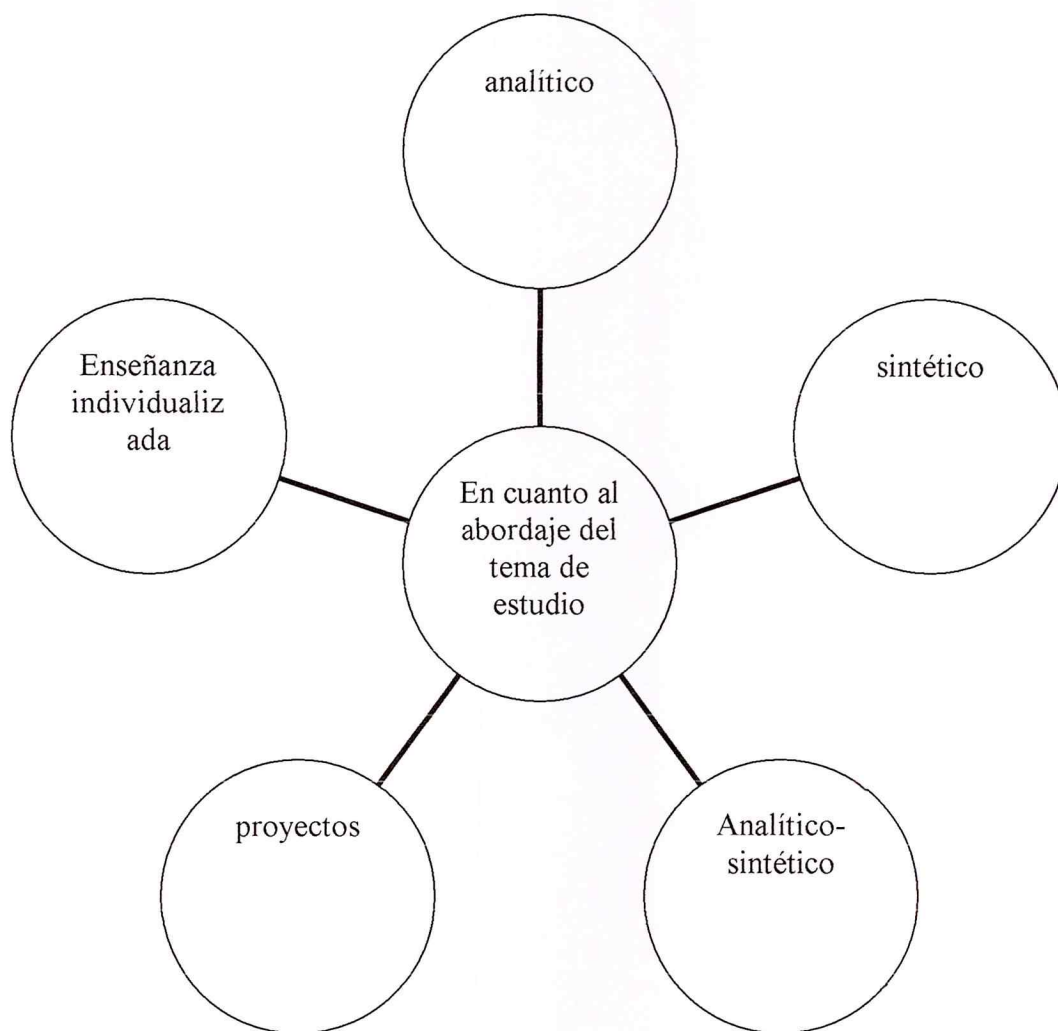 analítico
Enseñanza
individualiz
ada
sintético
En cuanto al
abordaje del
tema de
estudio
proyectos
Analítico-
sintético